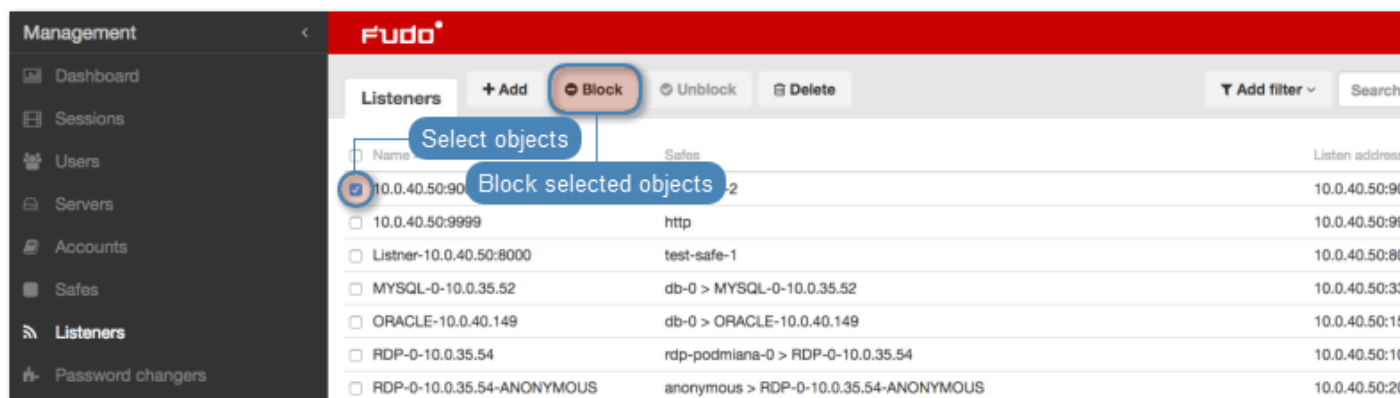 Management
Dashboard
Sessions
Users
Servers
Accounts
Safes
Listeners
Password changers
FUDO
Listeners
+ Add
Block
Unblock
Delete
Add filter
Search
Select objects
Block selected objects
Name
Safes
Listen address
10.0.40.50:90 -2 10.0.40.50:90
10.0.40.50:9999 http 10.0.40.50:99
Listner-10.0.40.50:8000 test-safe-1 10.0.40.50:80
MYSQL-0-10.0.35.52 db-0 > MYSQL-0-10.0.35.52 10.0.40.50:33
ORACLE-10.0.40.149 db-0 > ORACLE-10.0.40.149 10.0.40.50:15
RDP-0-10.0.35.54 rdp-podmiana-0 > RDP-0-10.0.35.54 10.0.40.50:10
RDP-0-10.0.35.54-ANONYMOUS anonymous > RDP-0-10.0.35.54-ANONYMOUS 10.0.40.50:20